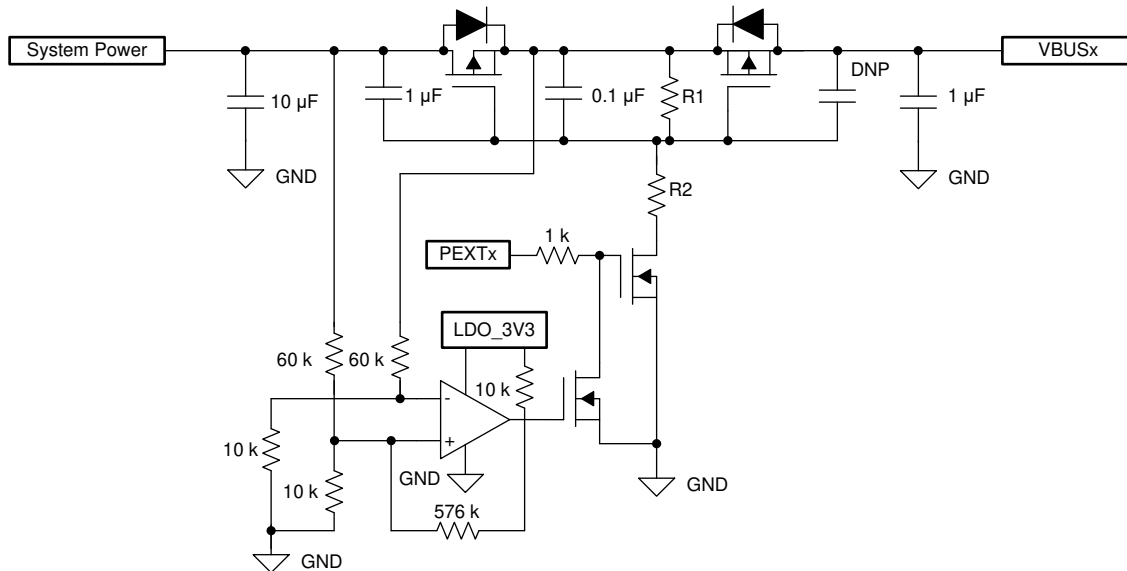 System Power
VBUSx
DNP
10 µF
1 µF
0.1 µF
R1
1 µF
GND
GND
R2
1 k
PEXTx
LDO_3V3
60 k
60 k
10 k
-
+
10 k
GND
GND
10 k
576 k
GND